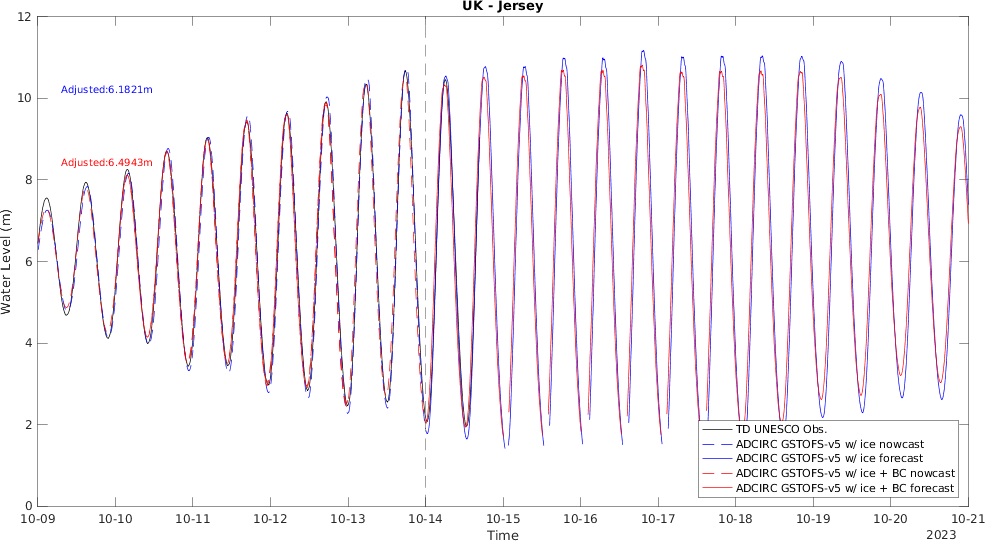 UK - Jersey
12
10
8
6
4
2
0
Water Level (m)
Adjusted:6.1821m
Adjusted:6.4943m
TD UNESCO Obs.
ADCIRC GSTOFS-v5 w/ ice nowcast
ADCIRC GSTOFS-v5 w/ ice forecast
ADCIRC GSTOFS-v5 w/ ice + BC nowcast
ADCIRC GSTOFS-v5 w/ ice + BC forecast
10-09 10-10 10-11 10-12 10-13 10-14 10-15 10-16 10-17 10-18 10-19 10-20 10-21
Time
2023